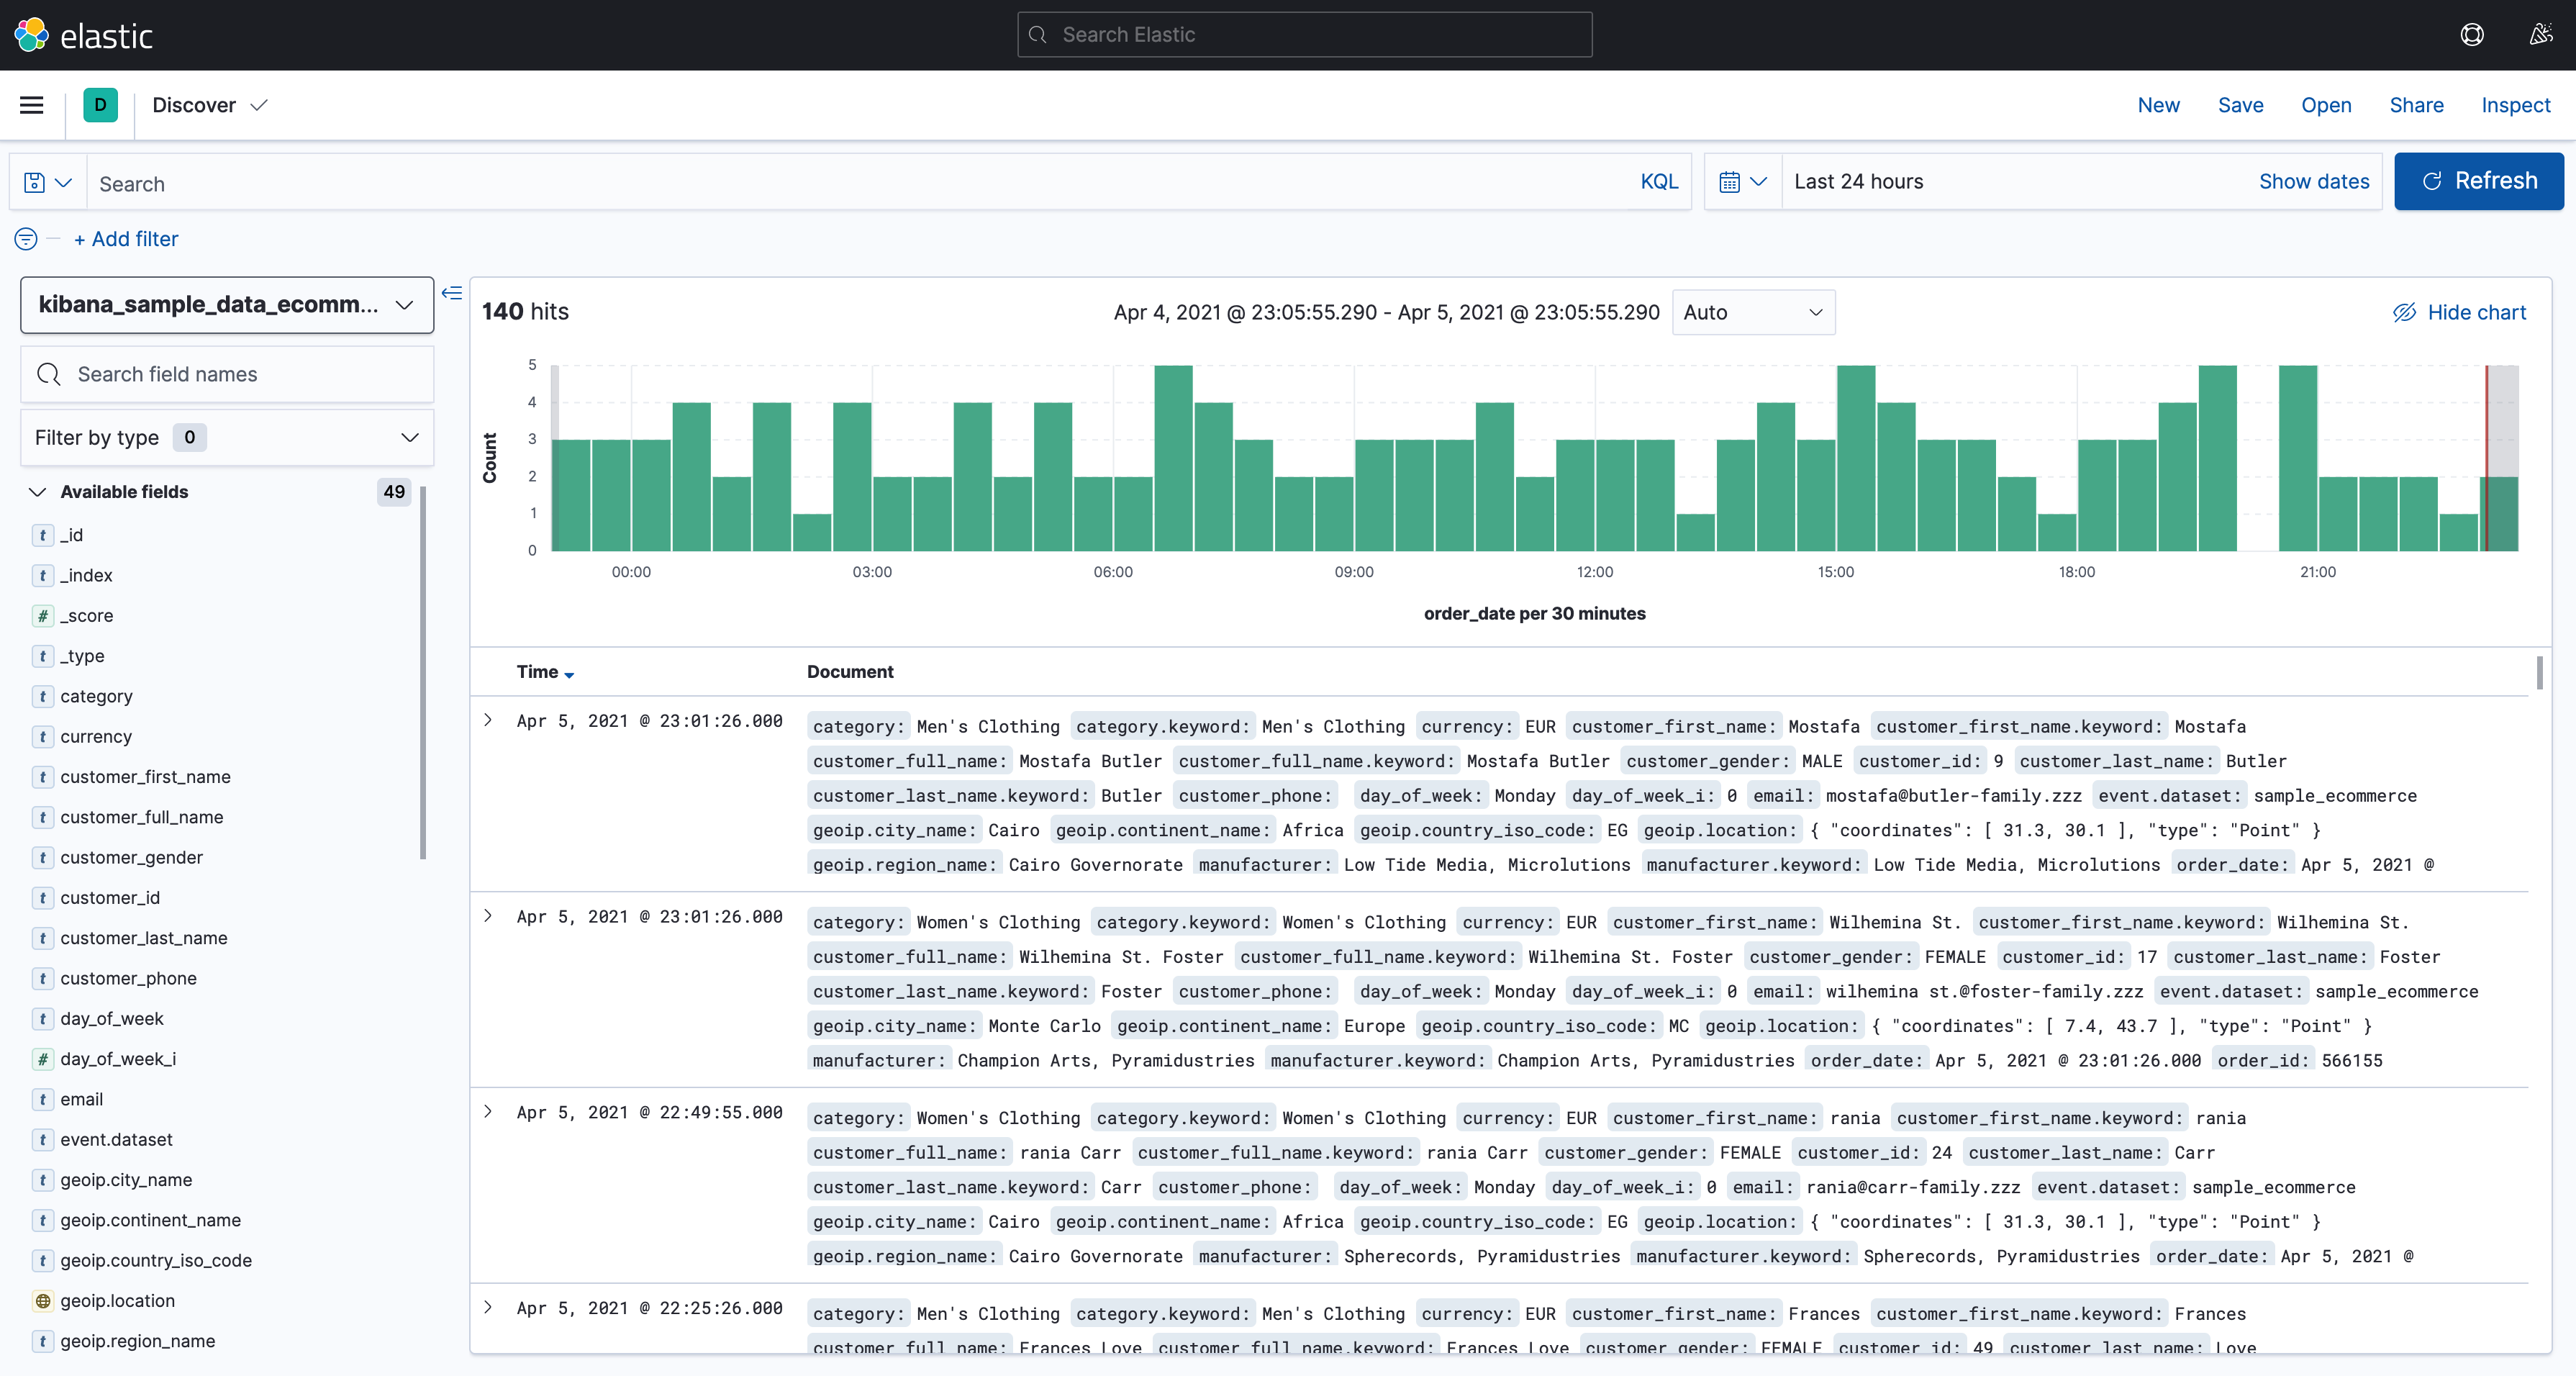 elastic
Search Elastic
D Discover
New Save Open Share Inspect
Search KQL
Last 24 hours Show dates
Refresh
+ Add filter
kibana_sample_data_ecomm...
Search field names
Filter by type 0
Available fields 49
t _id
t _index
# _score
t _type
t category
t currency
t customer_first_name
t customer_full_name
t customer_gender
t customer_id
t customer_last_name
t customer_phone
t day_of_week
# day_of_week_i
t email
t event.dataset
t geoip.city_name
t geoip.continent_name
t geoip.country_iso_code
geoip.location
t geoip.region_name
140 hits
Apr 4, 2021 @ 23:05:55.290 - Apr 5, 2021 @ 23:05:55.290 Auto
Hide chart
Count
5
4
3
2
1
0
00:00 03:00 06:00 09:00 12:00 15:00 18:00 21:00
order_date per 30 minutes
Time Document
Apr 5, 2021 @ 23:01:26.000
category: Men's Clothing category.keyword: Men's Clothing currency: EUR customer_first_name: Mostafa customer_first_name.keyword: Mostafa
customer_full_name: Mostafa Butler customer_full_name.keyword: Mostafa Butler customer_gender: MALE customer_id: 9 customer_last_name: Butler
customer_last_name.keyword: Butler customer_phone: day_of_week: Monday day_of_week_i: 0 email: mostafa@butler-family.zzz event.dataset: sample_ecommerce
geoip.city_name: Cairo geoip.continent_name: Africa geoip.country_iso_code: EG geoip.location: { "coordinates": [ 31.3, 30.1 ], "type": "Point" }
geoip.region_name: Cairo Governorate manufacturer: Low Tide Media, Microlutions manufacturer.keyword: Low Tide Media, Microlutions order_date: Apr 5, 2021 @
Apr 5, 2021 @ 23:01:26.000
category: Women's Clothing category.keyword: Women's Clothing currency: EUR customer_first_name: Wilhemina St. customer_first_name.keyword: Wilhemina St.
customer_full_name: Wilhemina St. Foster customer_full_name.keyword: Wilhemina St. Foster customer_gender: FEMALE customer_id: 17 customer_last_name: Foster
customer_last_name.keyword: Foster customer_phone: day_of_week: Monday day_of_week_i: 0 email: wilhemina st.@foster-family.zzz event.dataset: sample_ecommerce
geoip.city_name: Monte Carlo geoip.continent_name: Europe geoip.country_iso_code: MC geoip.location: { "coordinates": [ 7.4, 43.7 ], "type": "Point" }
manufacturer: Champion Arts, Pyramidustries manufacturer.keyword: Champion Arts, Pyramidustries order_date: Apr 5, 2021 @ 23:01:26.000 order_id: 566155
Apr 5, 2021 @ 22:49:55.000
category: Women's Clothing category.keyword: Women's Clothing currency: EUR customer_first_name: rania customer_first_name.keyword: rania
customer_full_name: rania Carr customer_full_name.keyword: rania Carr customer_gender: FEMALE customer_id: 24 customer_last_name: Carr
customer_last_name.keyword: Carr customer_phone: day_of_week: Monday day_of_week_i: 0 email: rania@carr-family.zzz event.dataset: sample_ecommerce
geoip.city_name: Cairo geoip.continent_name: Africa geoip.country_iso_code: EG geoip.location: { "coordinates": [ 31.3, 30.1 ], "type": "Point" }
geoip.region_name: Cairo Governorate manufacturer: Spherecords, Pyramidustries manufacturer.keyword: Spherecords, Pyramidustries order_date: Apr 5, 2021 @
Apr 5, 2021 @ 22:25:26.000
category: Men's Clothing category.keyword: Men's Clothing currency: EUR customer_first_name: Frances customer_first_name.keyword: Frances
customer_full_name: Frances Love customer_full_name.keyword: Frances Love customer_gender: FEMALE customer_id: 49 customer_last_name: Love